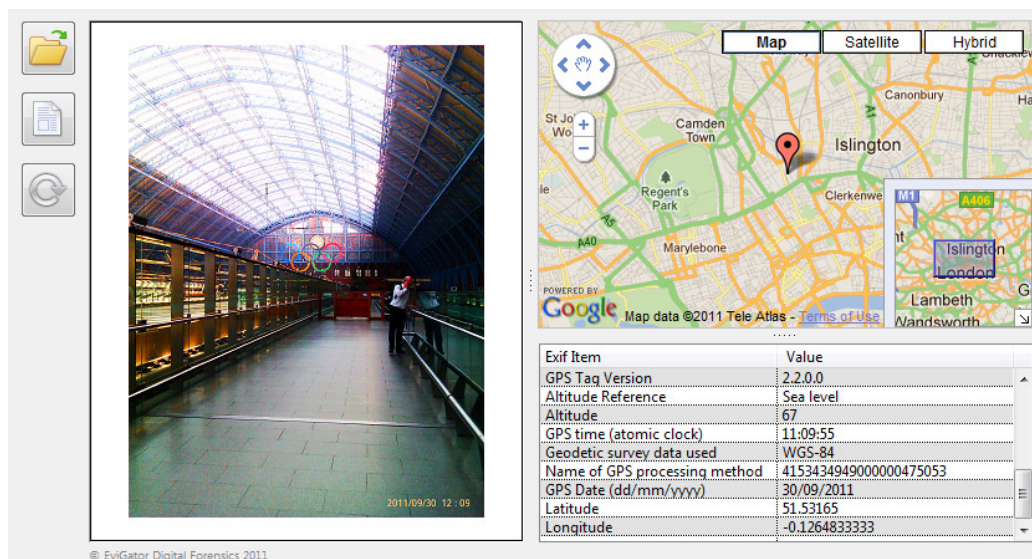 2011/09/30 12:09
Map
Satellite
Hybrid
Canonbury
A1
St Jo
Wo
Camden
Town
Islington
Regent's
Park
Clerkenwe
A40
Marylebone
M1
A406
Islington
London
Lambeth
Wandsworth
G
POWERED BY
Google
Map data ©2011 Tele Atlas - Terms of Use
Exif Item Value
GPS Tag Version 2.2.0.0
Altitude Reference Sea level
Altitude 67
GPS time (atomic clock) 11:09:55
Geodetic survey data used WGS-84
Name of GPS processing method 4153434949000000475053
GPS Date (dd/mm/yyyy) 30/09/2011
Latitude 51.53165
Longitude -0.1264833333
© EviGator Digital Forensics 2011